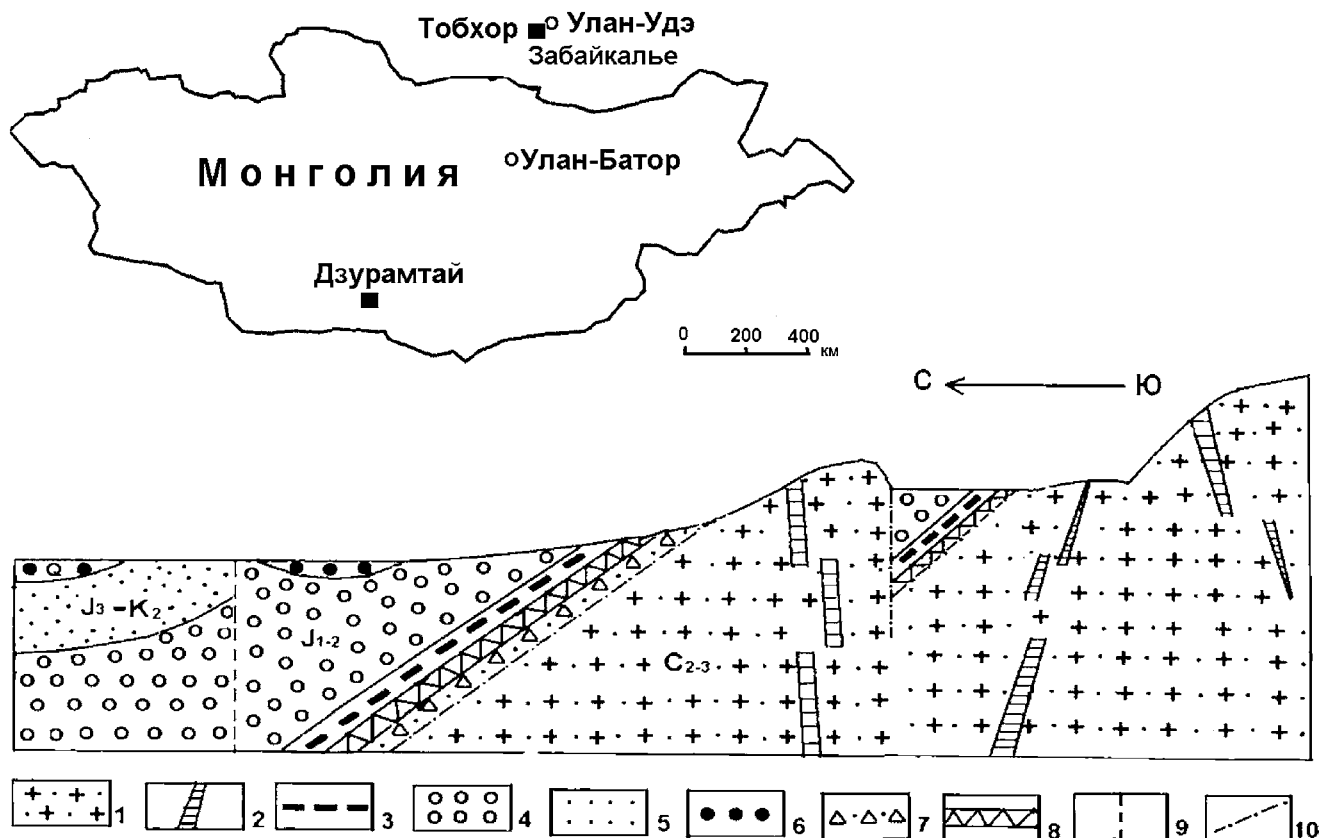 Тобхор Улан-Удэ
Забайкалье
Монголия
Улан-Батор
Дзурамтай
0 200 400
км
С Ю
J3-K2
J1-2
C2-3
1 2 3 4 5 6 7 8 9 10